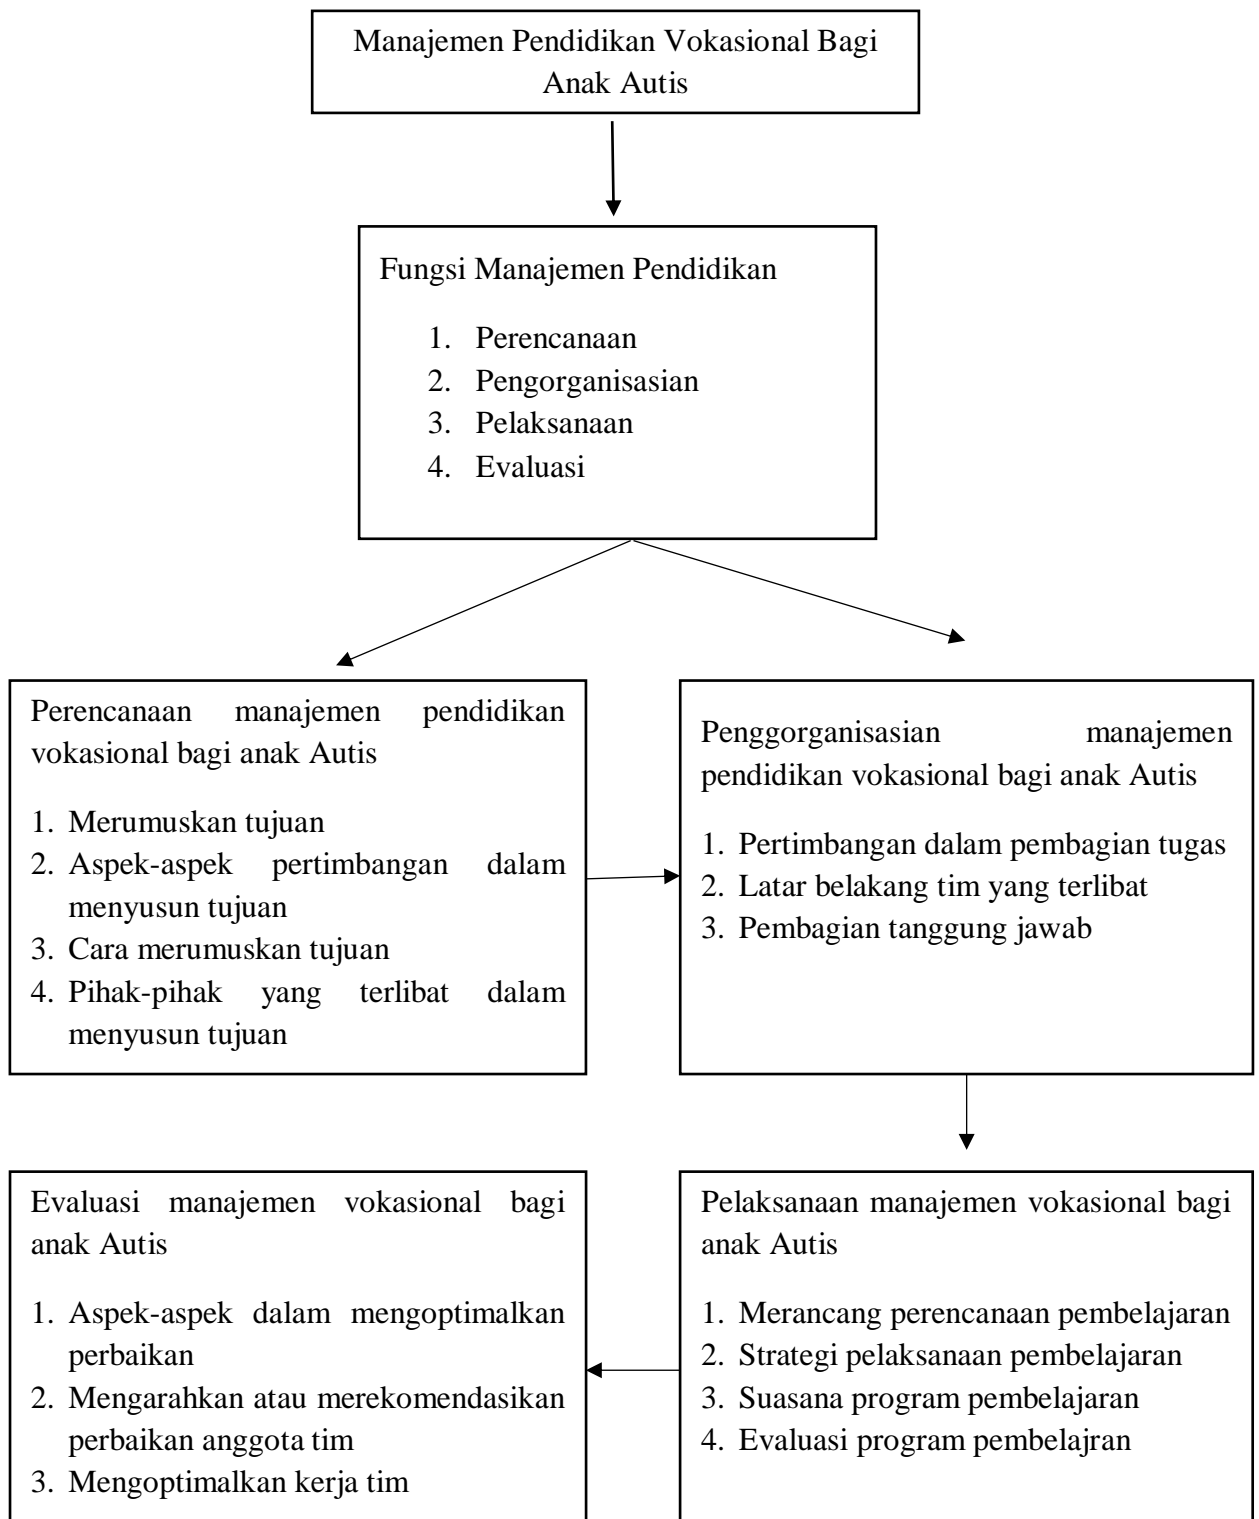 Manajemen Pendidikan Vokasional Bagi
Anak Autis
Fungsi Manajemen Pendidikan
1. Perencanaan
2. Pengorganisasian
3. Pelaksanaan
4. Evaluasi
Perencanaan manajemen pendidikan
vokasional bagi anak Autis
1. Merumuskan tujuan
2. Aspek-aspek pertimbangan dalam
menyusun tujuan
3. Cara merumuskan tujuan
4. Pihak-pihak yang terlibat dalam
menyusun tujuan
Penggorganisasian manajemen
pendidikan vokasional bagi anak Autis
1. Pertimbangan dalam pembagian tugas
2. Latar belakang tim yang terlibat
3. Pembagian tanggung jawab
Evaluasi manajemen vokasional bagi
anak Autis
1. Aspek-aspek dalam mengoptimalkan
perbaikan
2. Mengarahkan atau merekomendasikan
perbaikan anggota tim
3. Mengoptimalkan kerja tim
Pelaksanaan manajemen vokasional bagi
anak Autis
1. Merancang perencanaan pembelajaran
2. Strategi pelaksanaan pembelajaran
3. Suasana program pembelajaran
4. Evaluasi program pembelajran